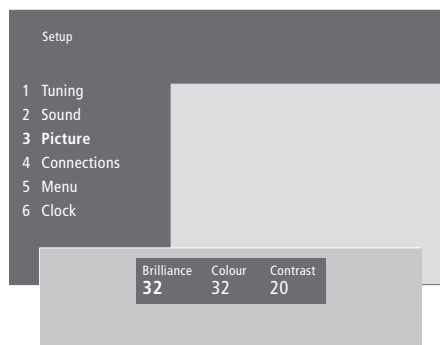 Setup
1 Tuning
2 Sound
3 Picture
4 Connections
5 Menu
6 Clock
Brilliance Colour Contrast
32 32 20